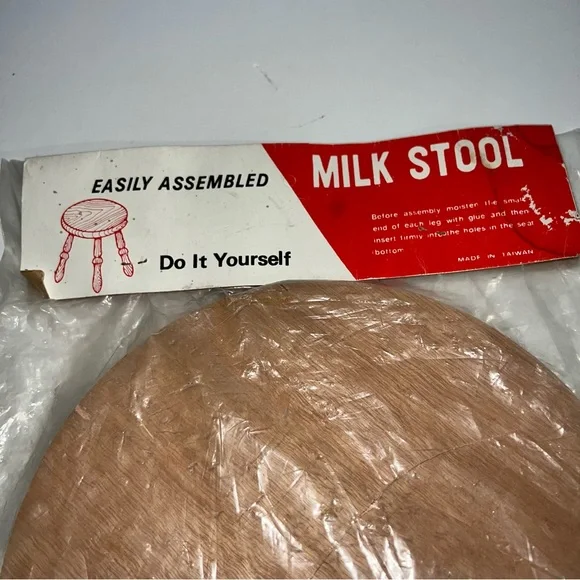 EASILY ASSEMBLED
Do It Yourself
MILK STOOL
Before assembly moisten the small
end of each leg with glue and then
insert firmly into the holes in the seat
bottom
MADE IN TAIWAN